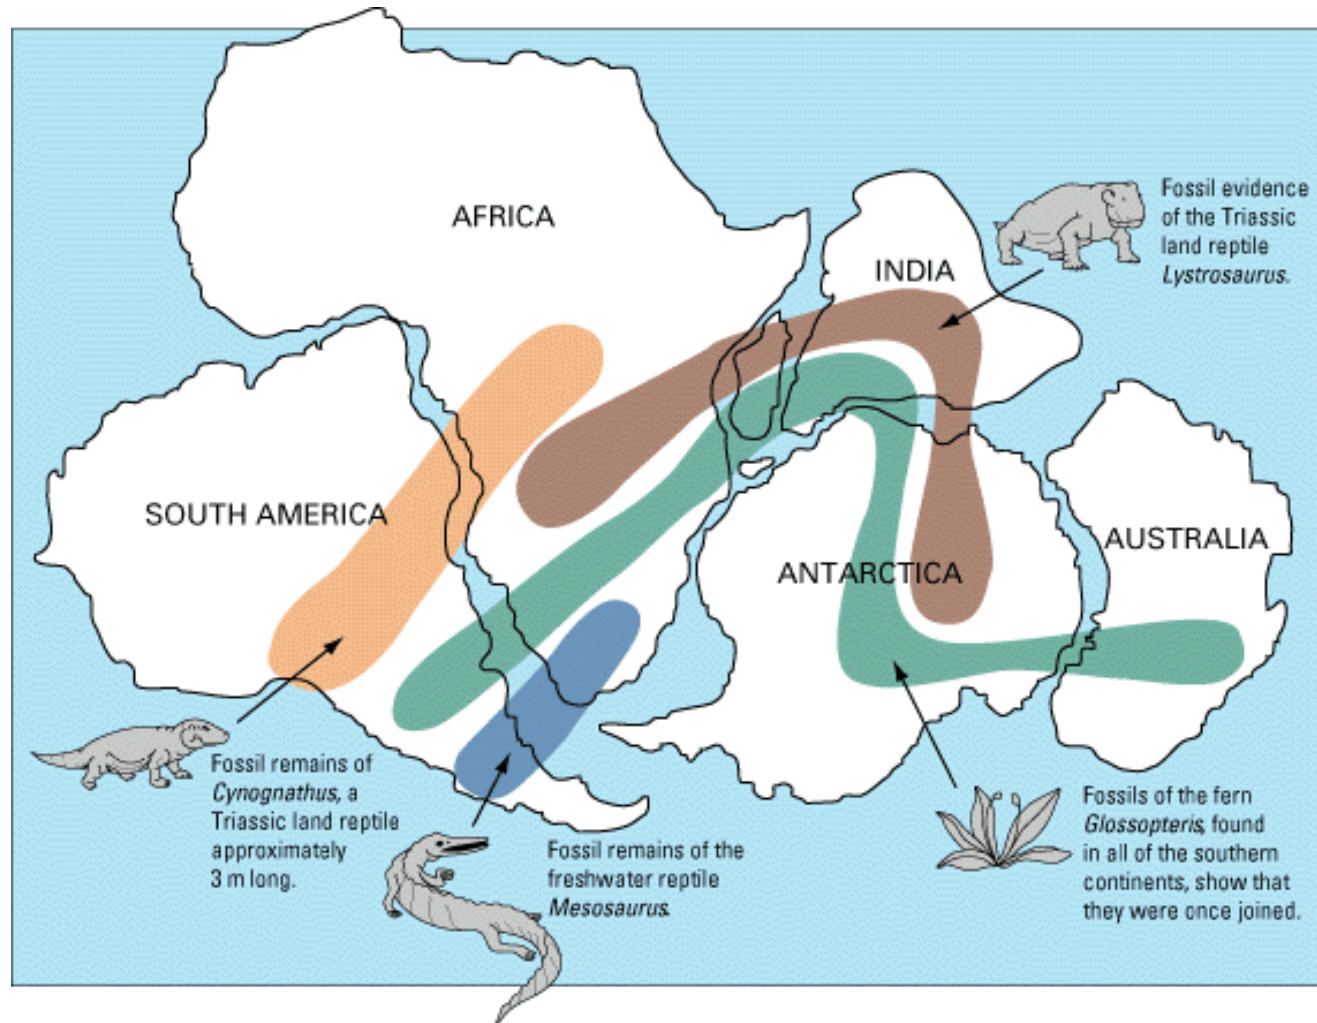 AFRICA
INDIA
Fossil evidence
of the Triassic
land reptile
Lystrosaurus.
SOUTH AMERICA
ANTARCTICA
AUSTRALIA
Fossil remains of
Cynognathus, a
Triassic land reptile
approximately
3 m long.
Fossil remains of the
freshwater reptile
Mesosaurus.
Fossils of the fern
Glossopteris, found
in all of the southern
continents, show that
they were once joined.